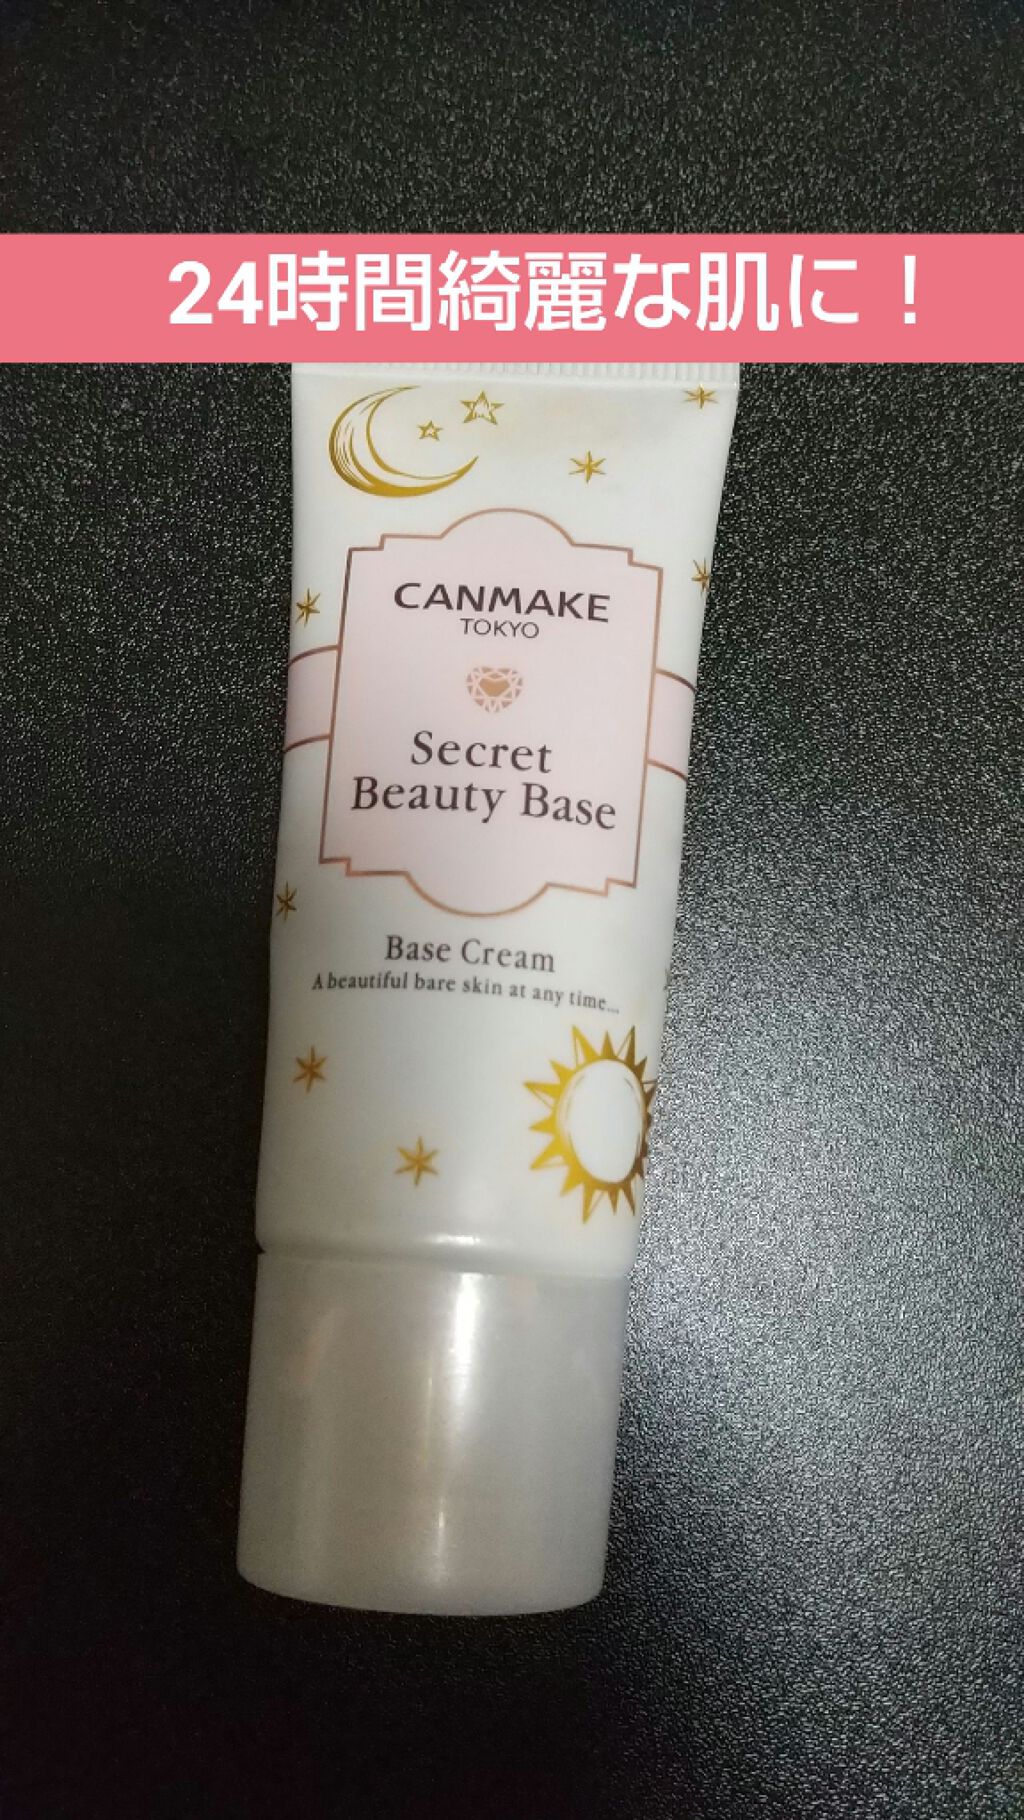 24時間綺麗な肌に！
CANMAKE
TOKYO
Secret
Beauty Base
Base Cream
A beautiful bare skin at any time...